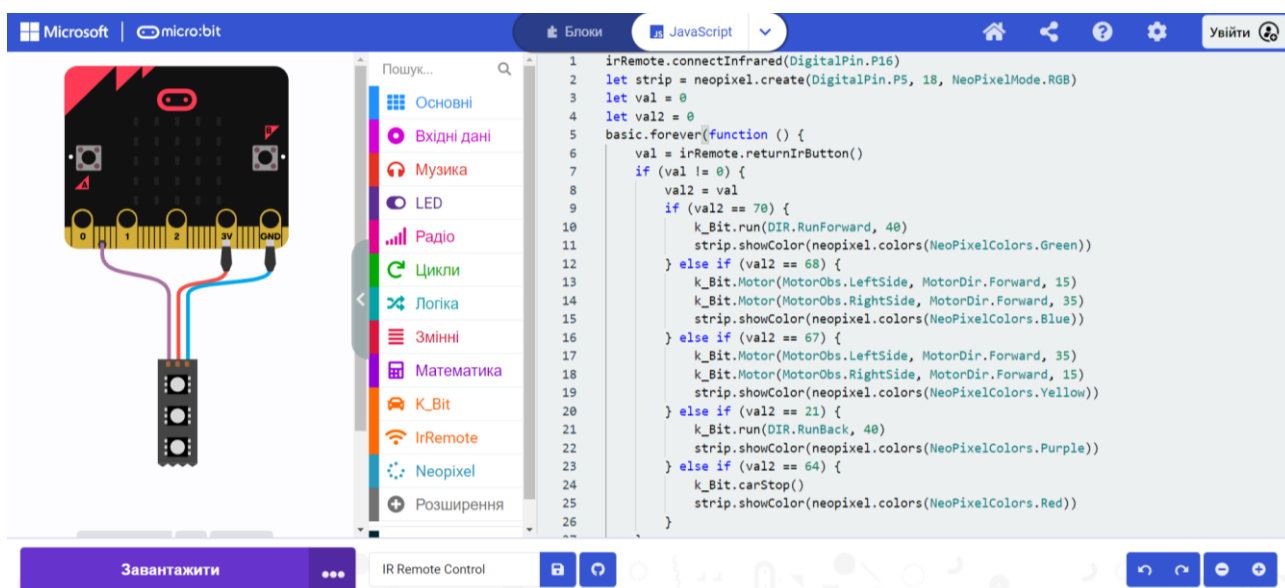 Microsoft micro:bit Блоки JavaScript Увійти
A
B
0 1 2 3V GND
Пошук...
Основні
Вхідні дані
Музика
LED
Радіо
Цикли
Логіка
Змінні
Математика
K_Bit
IrRemote
Neopixel
Розширення
1 irRemote.connectInfrared(DigitalPin.P16)
2 let strip = neopixel.create(DigitalPin.P5, 18, NeoPixelMode.RGB)
3 let val = 0
4 let val2 = 0
5 basic.forever(function () {
6 val = irRemote.returnIrButton()
7 if (val != 0) {
8 val2 = val
9 if (val2 == 70) {
10 k_Bit.run(DIR.RunForward, 40)
11 strip.showColor(neopixel.colors(NeoPixelColors.Green))
12 } else if (val2 == 68) {
13 k_Bit.Motor(MotorObs.LeftSide, MotorDir.Forward, 15)
14 k_Bit.Motor(MotorObs.RightSide, MotorDir.Forward, 35)
15 strip.showColor(neopixel.colors(NeoPixelColors.Blue))
16 } else if (val2 == 67) {
17 k_Bit.Motor(MotorObs.LeftSide, MotorDir.Forward, 35)
18 k_Bit.Motor(MotorObs.RightSide, MotorDir.Forward, 15)
19 strip.showColor(neopixel.colors(NeoPixelColors.Yellow))
20 } else if (val2 == 21) {
21 k_Bit.run(DIR.RunBack, 40)
22 strip.showColor(neopixel.colors(NeoPixelColors.Purple))
23 } else if (val2 == 64) {
24 k_Bit.carStop()
25 strip.showColor(neopixel.colors(NeoPixelColors.Red))
26 }
Завантажити ••• IR Remote Control